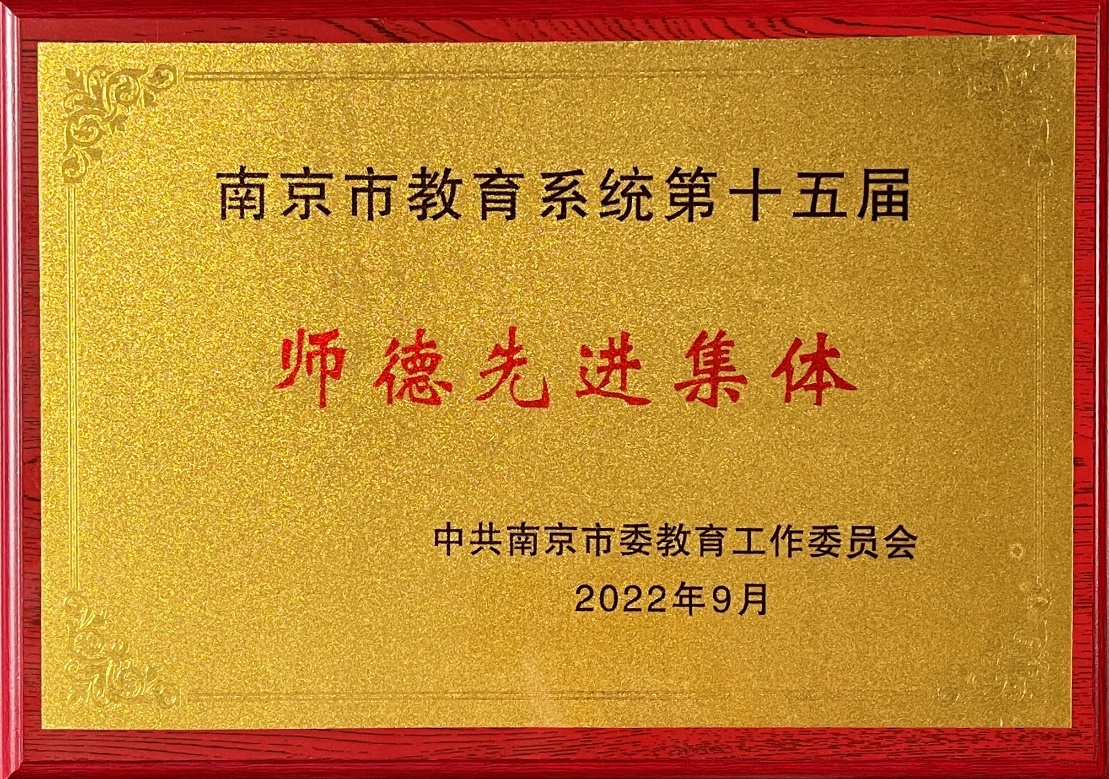 南京市教育系统第十五届
师德先进集体
中共南京市委教育工作委员会
2022年9月